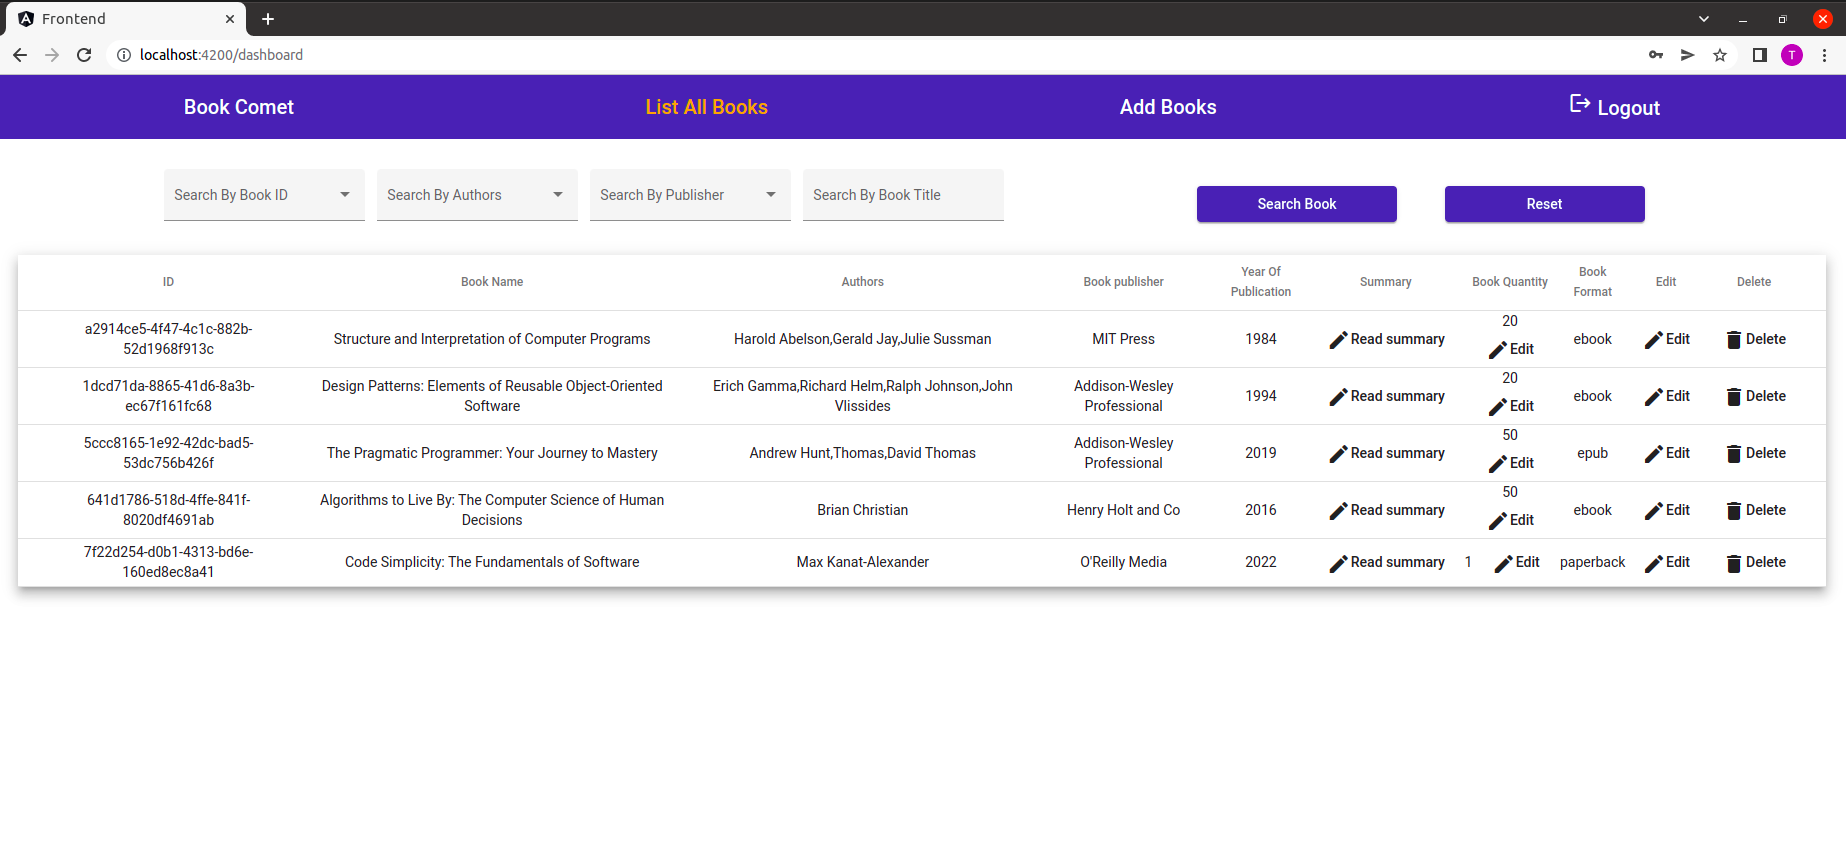 Frontend
localhost:4200/dashboard
T
Book Comet List All Books Add Books Logout
Search By Book ID Search By Authors Search By Publisher Search By Book Title Search Book Reset
ID Book Name Authors Book publisher Year Of Publication Summary Book Quantity Book Format Edit Delete
a2914ce5-4f47-4c1c-882b-
52d1968f913c
Structure and Interpretation of Computer Programs
Harold Abelson,Gerald Jay,Julie Sussman
MIT Press
1984
Read summary
20
Edit
ebook
Edit
Delete
1dcd71da-8865-41d6-8a3b-
ec67f161fc68
Design Patterns: Elements of Reusable Object-Oriented
Software
Erich Gamma,Richard Helm,Ralph Johnson,John
Vlissides
Addison-Wesley
Professional
1994
Read summary
20
Edit
ebook
Edit
Delete
5ccc8165-1e92-42dc-bad5-
53dc756b426f
The Pragmatic Programmer: Your Journey to Mastery
Andrew Hunt,Thomas,David Thomas
Addison-Wesley
Professional
2019
Read summary
50
Edit
epub
Edit
Delete
641d1786-518d-4ffe-841f-
8020df4691ab
Algorithms to Live By: The Computer Science of Human
Decisions
Brian Christian
Henry Holt and Co
2016
Read summary
50
Edit
ebook
Edit
Delete
7f22d254-d0b1-4313-bd6e-
160ed8ec8a41
Code Simplicity: The Fundamentals of Software
Max Kanat-Alexander
O'Reilly Media
2022
Read summary
1 Edit
paperback
Edit
Delete